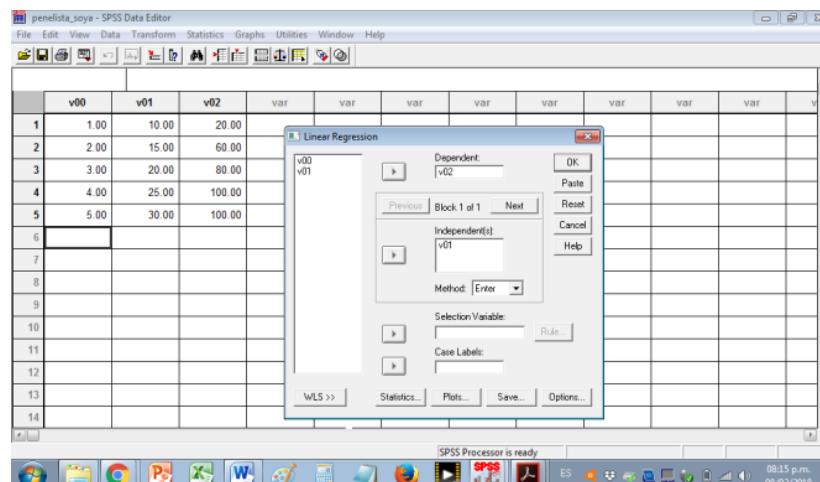 penelista_soya - SPSS Data Editor
File Edit View Data Transform Statistics Graphs Utilities Window Help
v00 v01 v02 var var var var var var var var v
1 1.00 10.00 20.00
2 2.00 15.00 60.00
3 3.00 20.00 80.00
4 4.00 25.00 100.00
5 5.00 30.00 100.00
6
7
8
9
10
11
12
13
14
Linear Regression
v00
v01
Dependent:
v02
OK
Paste
Previous Block 1 of 1 Next
Reset
Cancel
Independent(s):
v01
Help
Method: Enter
Selection Variable:
Rule...
Case Labels:
WLS >> Statistics... Plots... Save... Options...
SPSS Processor is ready
SPSS
ES
08:15 p.m.